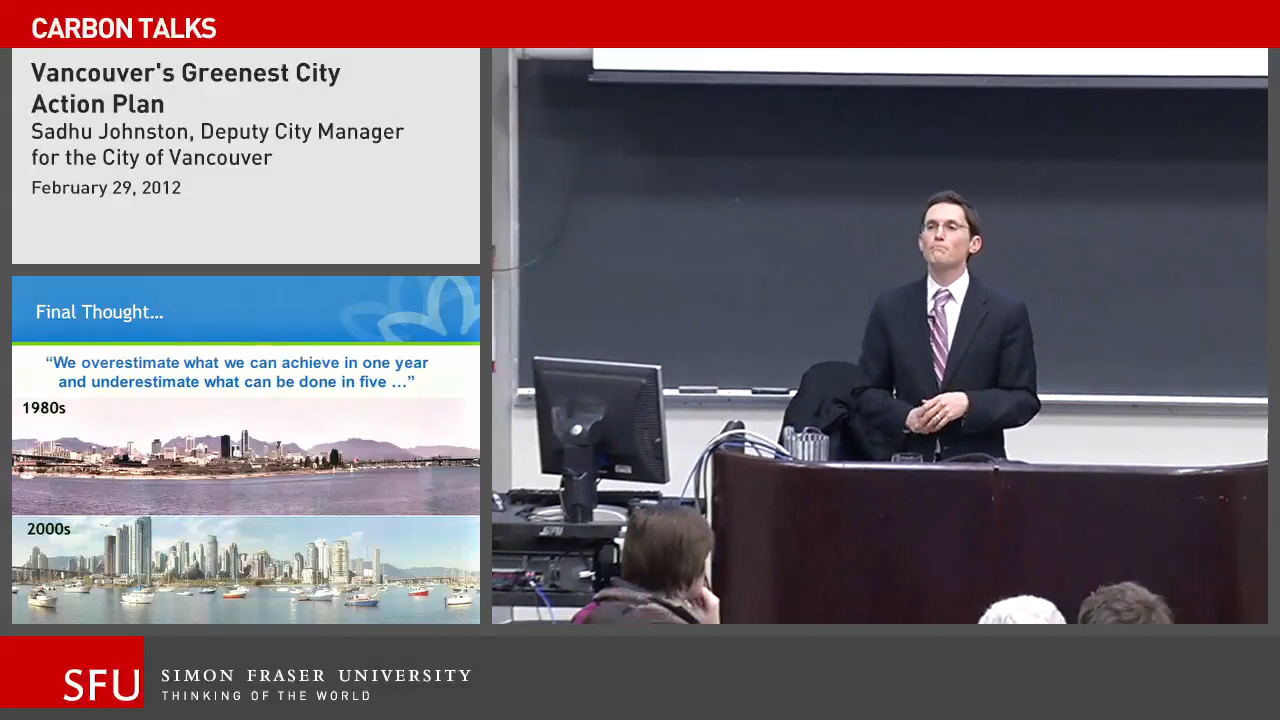 CARBON TALKS
Vancouver's Greenest City
Action Plan
Sadhu Johnston, Deputy City Manager
for the City of Vancouver
February 29, 2012
Final Thought...
“We overestimate what we can achieve in one year
and underestimate what can be done in five ...”
1980s
2000s
SFU
SFU
SIMON FRASER UNIVERSITY
THINKING OF THE WORLD